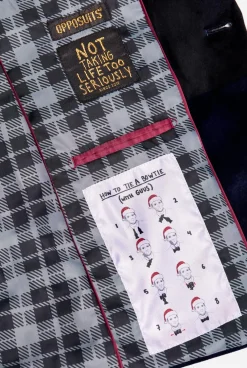 OPPOSUITS
NOT
TAKING
LIFE TOO
SERIOUSLY
HOW TO TIE A BOWTIE
(WITH GUUS)
1 2
3 4
5 6
7 8